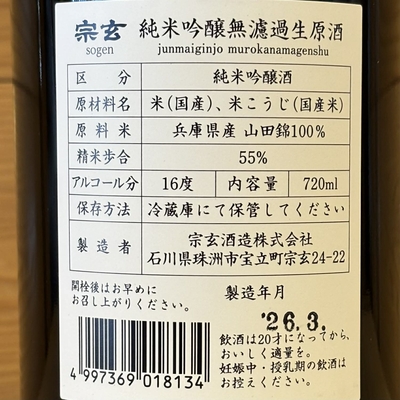 宗玄 純米吟醸無濾過生原酒
sogen junmaiginjo murokanamagenshu
区分 純米吟醸酒
原材料名 米(国産)、米こうじ(国産米)
原料米 兵庫県産 山田錦100%
精米歩合 55%
アルコール分 16度 内容量 720ml
保存方法 冷蔵庫にて保管してください
製造者 宗玄酒造株式会社
石川県珠洲市宝立町宗玄24-22
開栓後はお早めに
お召し上がりください。
製造年月
'26.3.
飲酒は20才になってから、
おいしく適量を。
妊娠中・授乳期の飲酒は
お控えください。
4 997369 018134